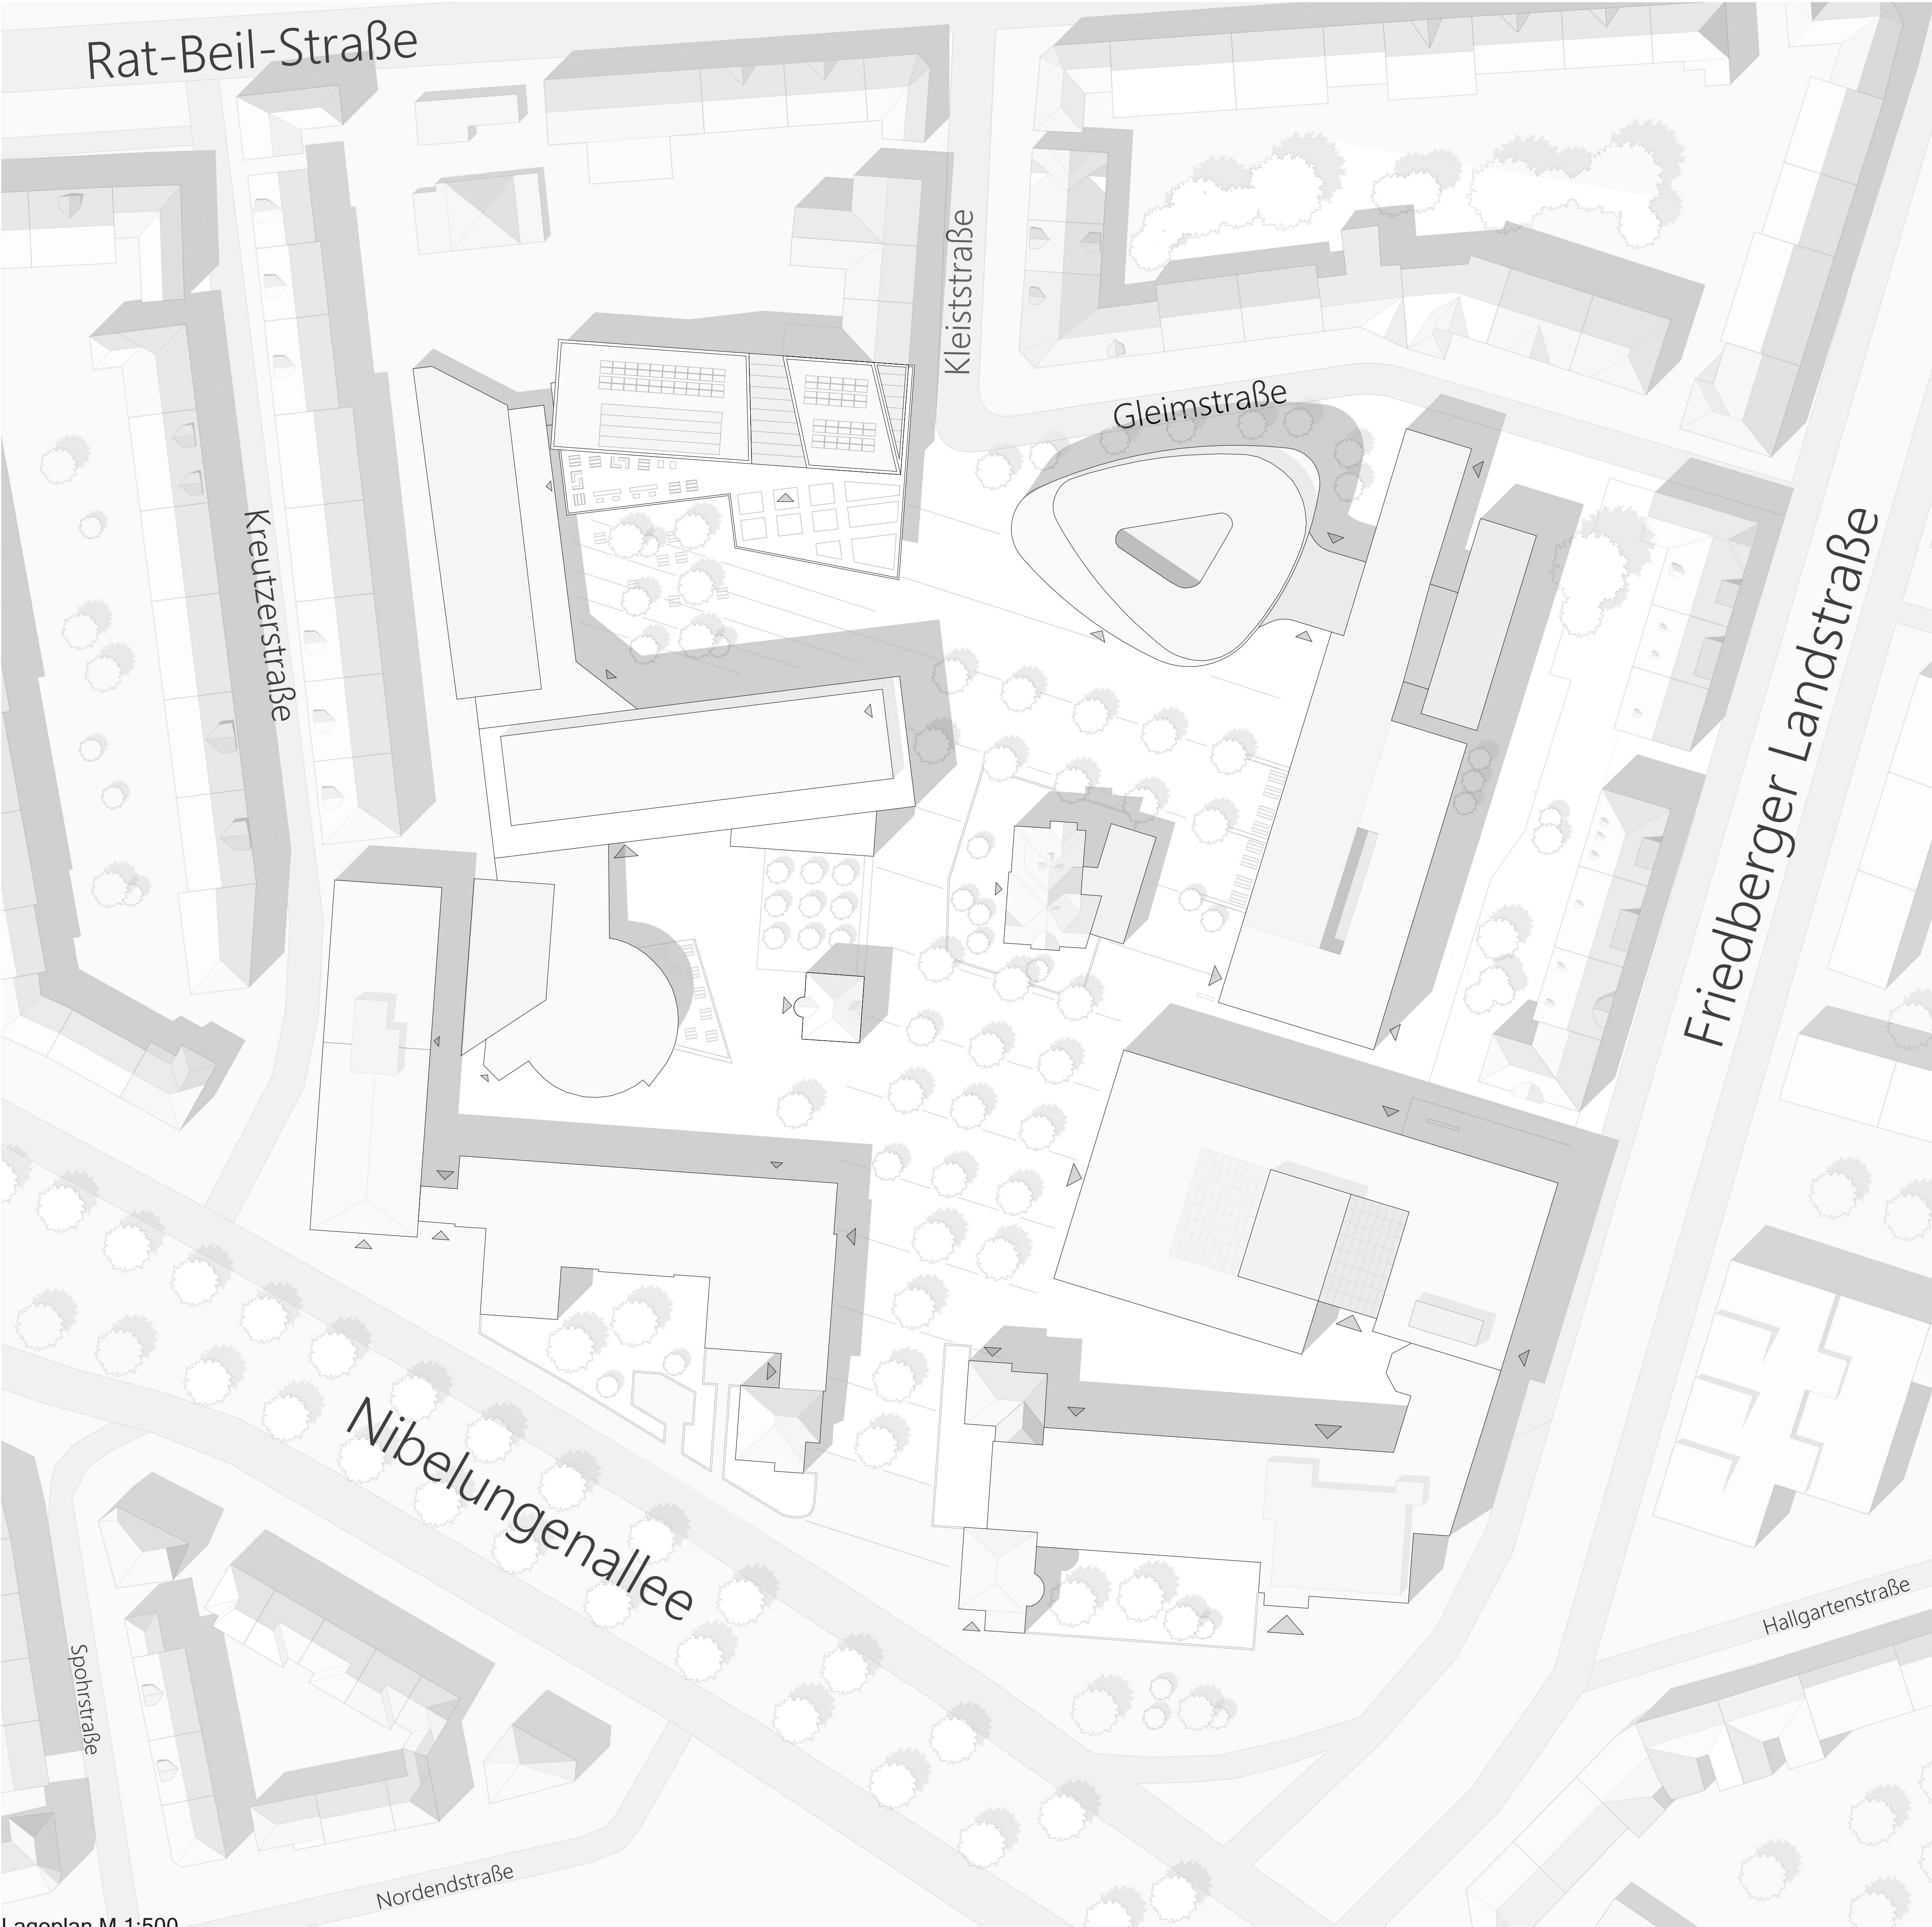 Rat-Beil-Straße
Kleiststraße
Gleimstraße
Kreutzerstraße
Friedberger Landstraße
Nibelungenallee
Hallgartenstraße
Spohrstraße
Nordendstraße
Lageplan M 1:500